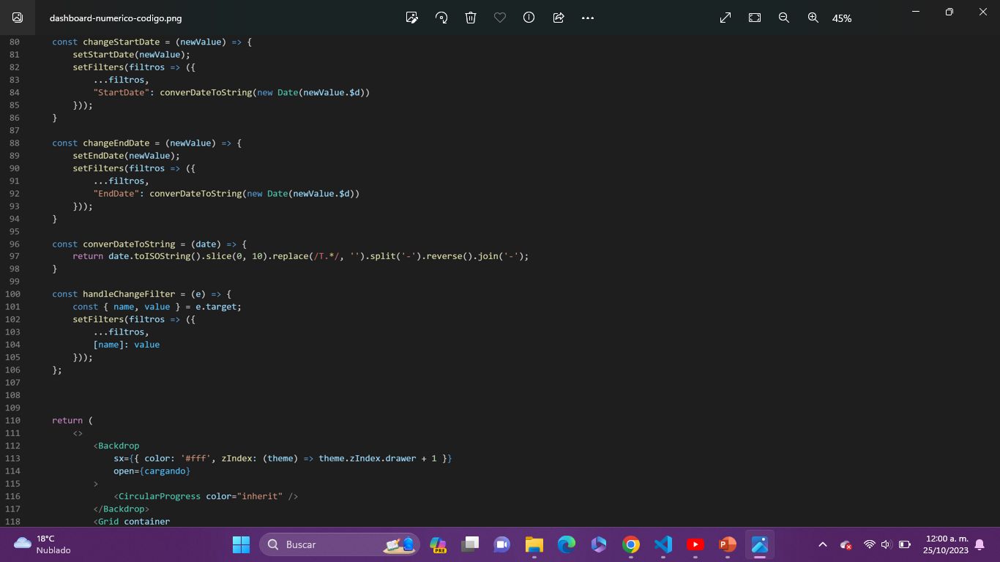 dashboard-numerico-codigo.png
45%
80 const changeStartDate = (newValue) => {
81 setStartDate(newValue);
82 setFilters(filtros => ({
83 ...filtros,
84 "StartDate": converDateToString(new Date(newValue.$d))
85 }));
86 }
87
88 const changeEndDate = (newValue) => {
89 setEndDate(newValue);
90 setFilters(filtros => ({
91 ...filtros,
92 "EndDate": converDateToString(new Date(newValue.$d))
93 }));
94 }
95
96 const converDateToString = (date) => {
97 return date.toISOString().slice(0, 10).replace(/T.*/, '').split('-').reverse().join('-');
98 }
99
100 const handleChangeFilter = (e) => {
101 const { name, value } = e.target;
102 setFilters(filtros => ({
103 ...filtros,
104 [name]: value
105 }));
106 };
107
108
109
110 return (
111 <>
112 <Backdrop
113 sx={{ color: '#fff', zIndex: (theme) => theme.zIndex.drawer + 1 }}
114 open={cargando}
115 >
116 <CircularProgress color="inherit" />
117 </Backdrop>
118 <Grid container
18°C
Nublado
Buscar
PRE
12:00 a. m.
25/10/2023